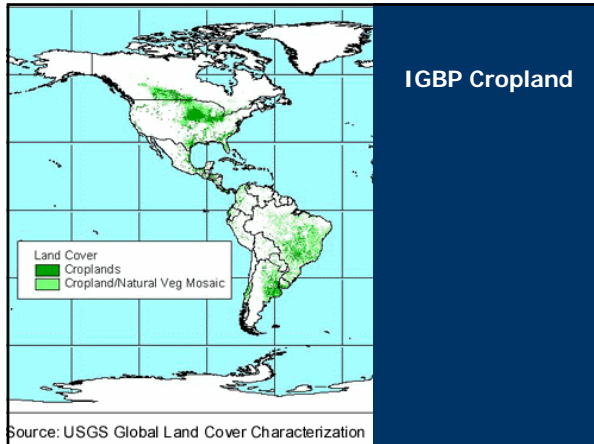 IGBP Cropland
Land Cover
Croplands
Cropland/Natural Veg Mosaic
Source: USGS Global Land Cover Characterization